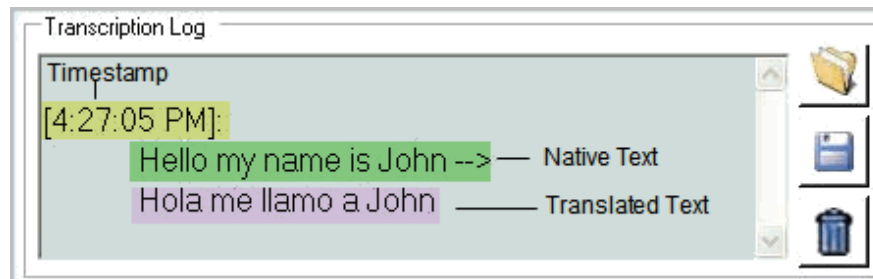 Transcription Log
Timestamp
[4:27:05 PM]:
Hello my name is John --> Native Text
Hola me llamo a John Translated Text